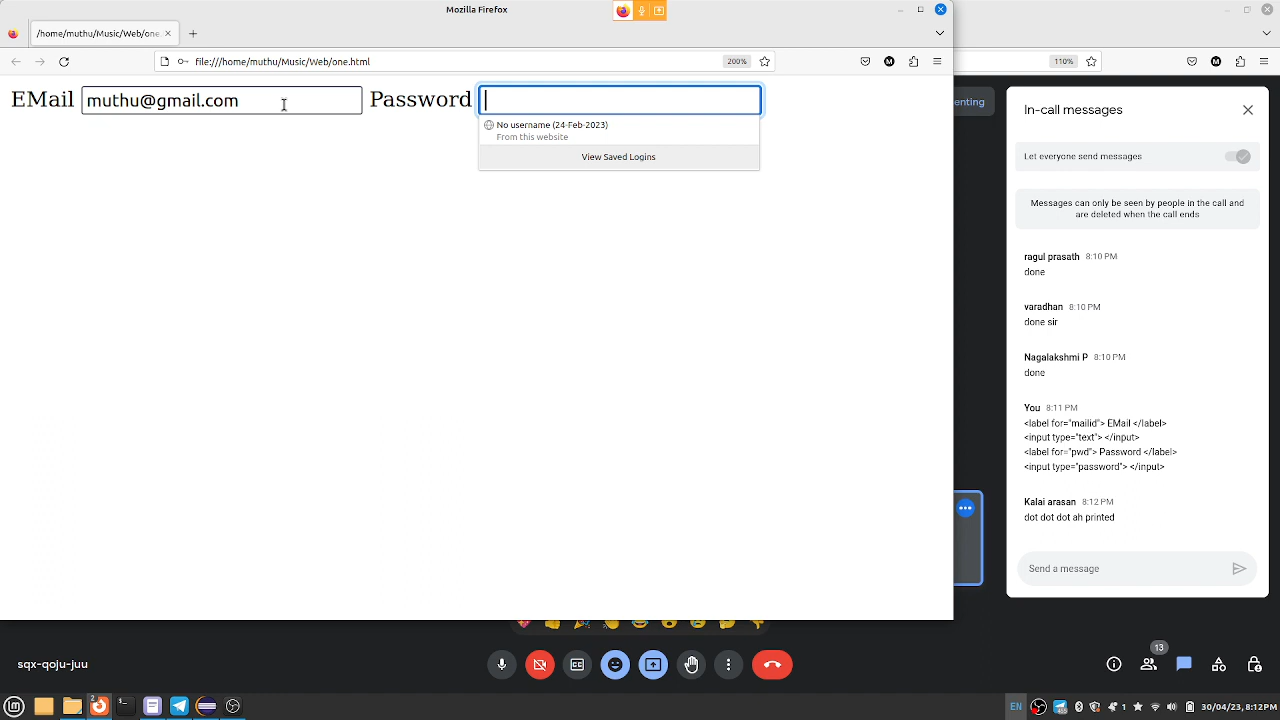 Mozilla Firefox
/home/muthu/Music/Web/one.
file:///home/muthu/Music/Web/one.html
200%
110%
EMail
muthu@gmail.com
Password
No username (24-Feb-2023)
From this website
View Saved Logins
enting
In-call messages
Let everyone send messages
Messages can only be seen by people in the call and
are deleted when the call ends
ragul prasath 8:10 PM
done
varadhan 8:10 PM
done sir
Nagalakshmi P 8:10 PM
done
You 8:11 PM
<label for="mailid"> EMail </label>
<input type="text"> </input>
<label for="pwd"> Password </label>
<input type="password"> </input>
Kalai arasan 8:12 PM
dot dot dot ah printed
Send a message
sqx-qoju-juu
13
2
EN
1
30/04/23, 8:12PM